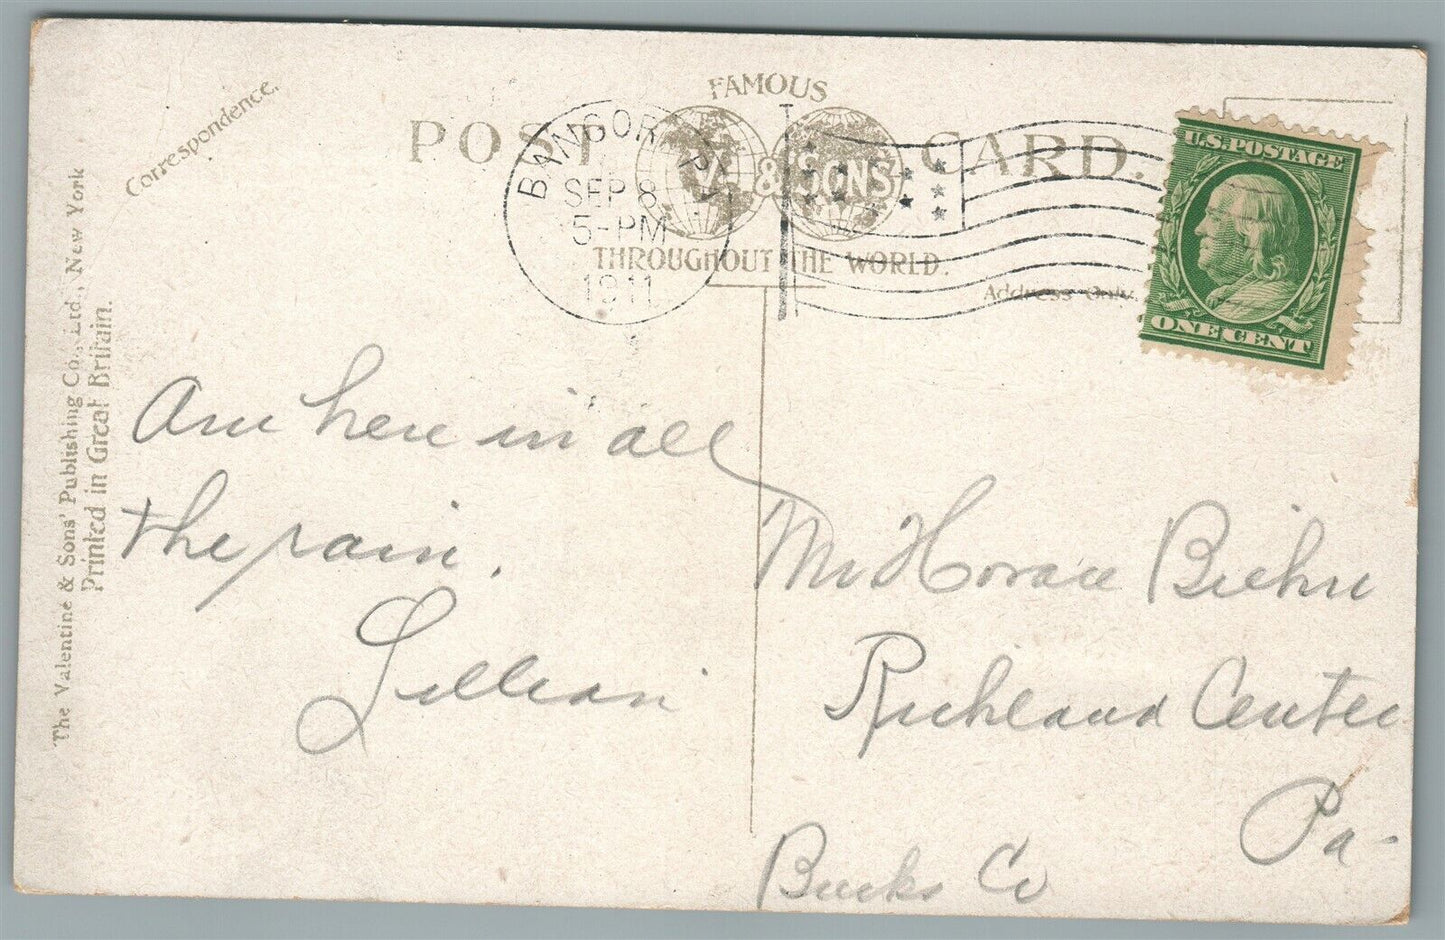 Correspondence.
POST CARD.
FAMOUS
V. & SONS
THROUGHOUT THE WORLD.
Address Only.
BANGOR, PA
SEP 8
5-PM
1911
U.S. POSTAGE
ONE CENT
The Valentine & Sons' Publishing Co., Ltd., New York
Printed in Great Britain.
Am here in all
the rain.
Lillian
Mr Horace Biehn
Richland Center
Pa-
Bucks Co